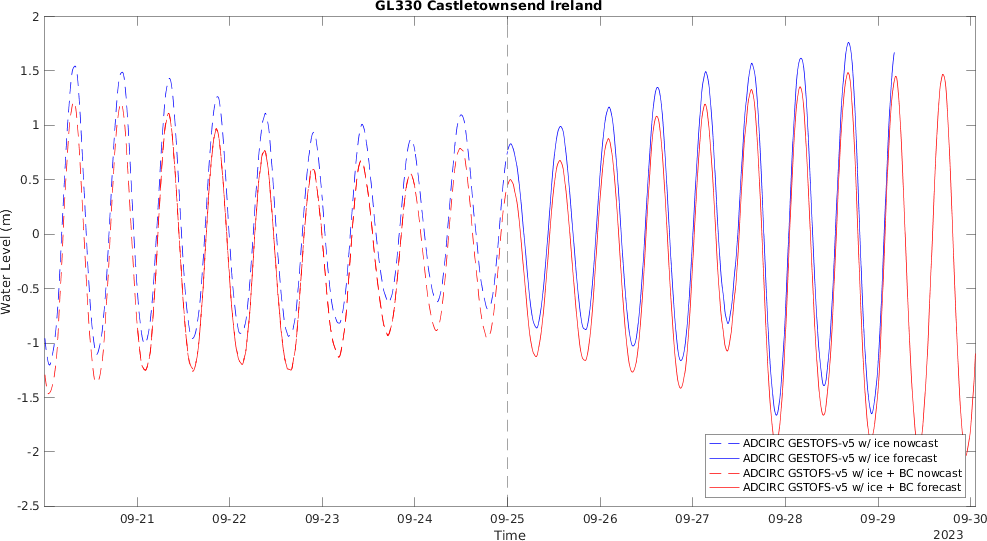 GL330 Castletownsend Ireland
2
1.5
1
0.5
0
-0.5
-1
-1.5
-2
-2.5
Water Level (m)
ADCIRC GESTOFS-v5 w/ ice nowcast
ADCIRC GESTOFS-v5 w/ ice forecast
ADCIRC GSTOFS-v5 w/ ice + BC nowcast
ADCIRC GSTOFS-v5 w/ ice + BC forecast
09-21 09-22 09-23 09-24 09-25 09-26 09-27 09-28 09-29 09-30
Time
2023